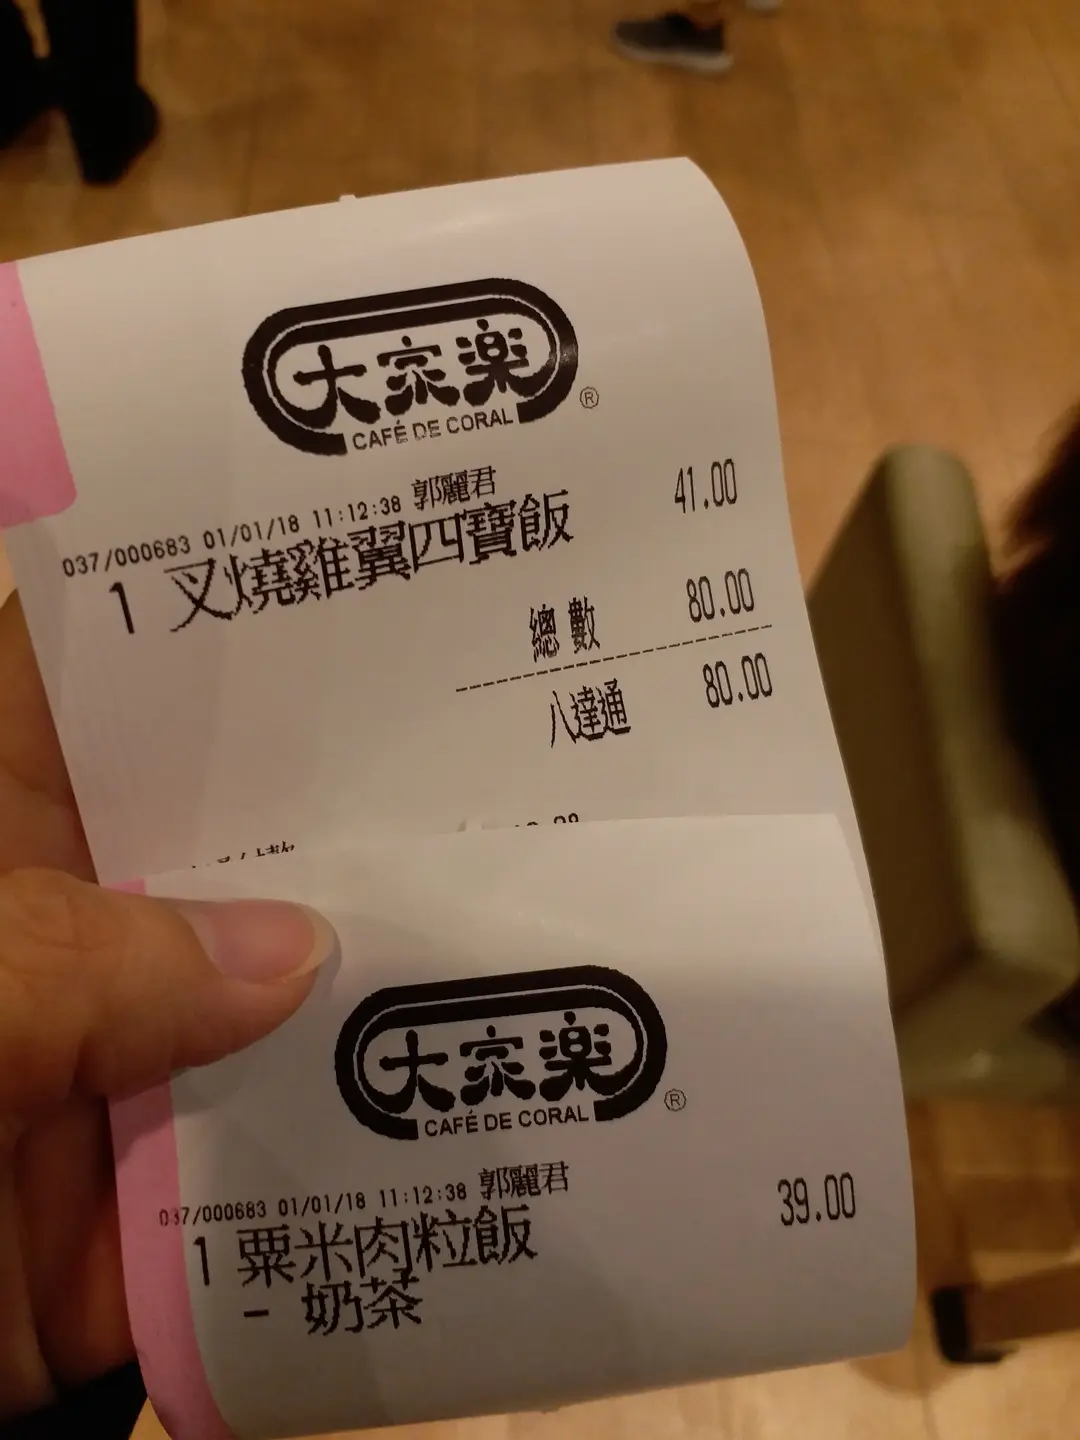 大家樂
CAFÉ DE CORAL
®
037/000683 01/01/18 11:12:38 郭麗君
1 叉燒雞翼四寶飯 41.00
總數 80.00
八達通 80.00
大家樂
CAFÉ DE CORAL
®
037/000683 01/01/18 11:12:38 郭麗君
1 粟米肉粒飯 39.00
- 奶茶